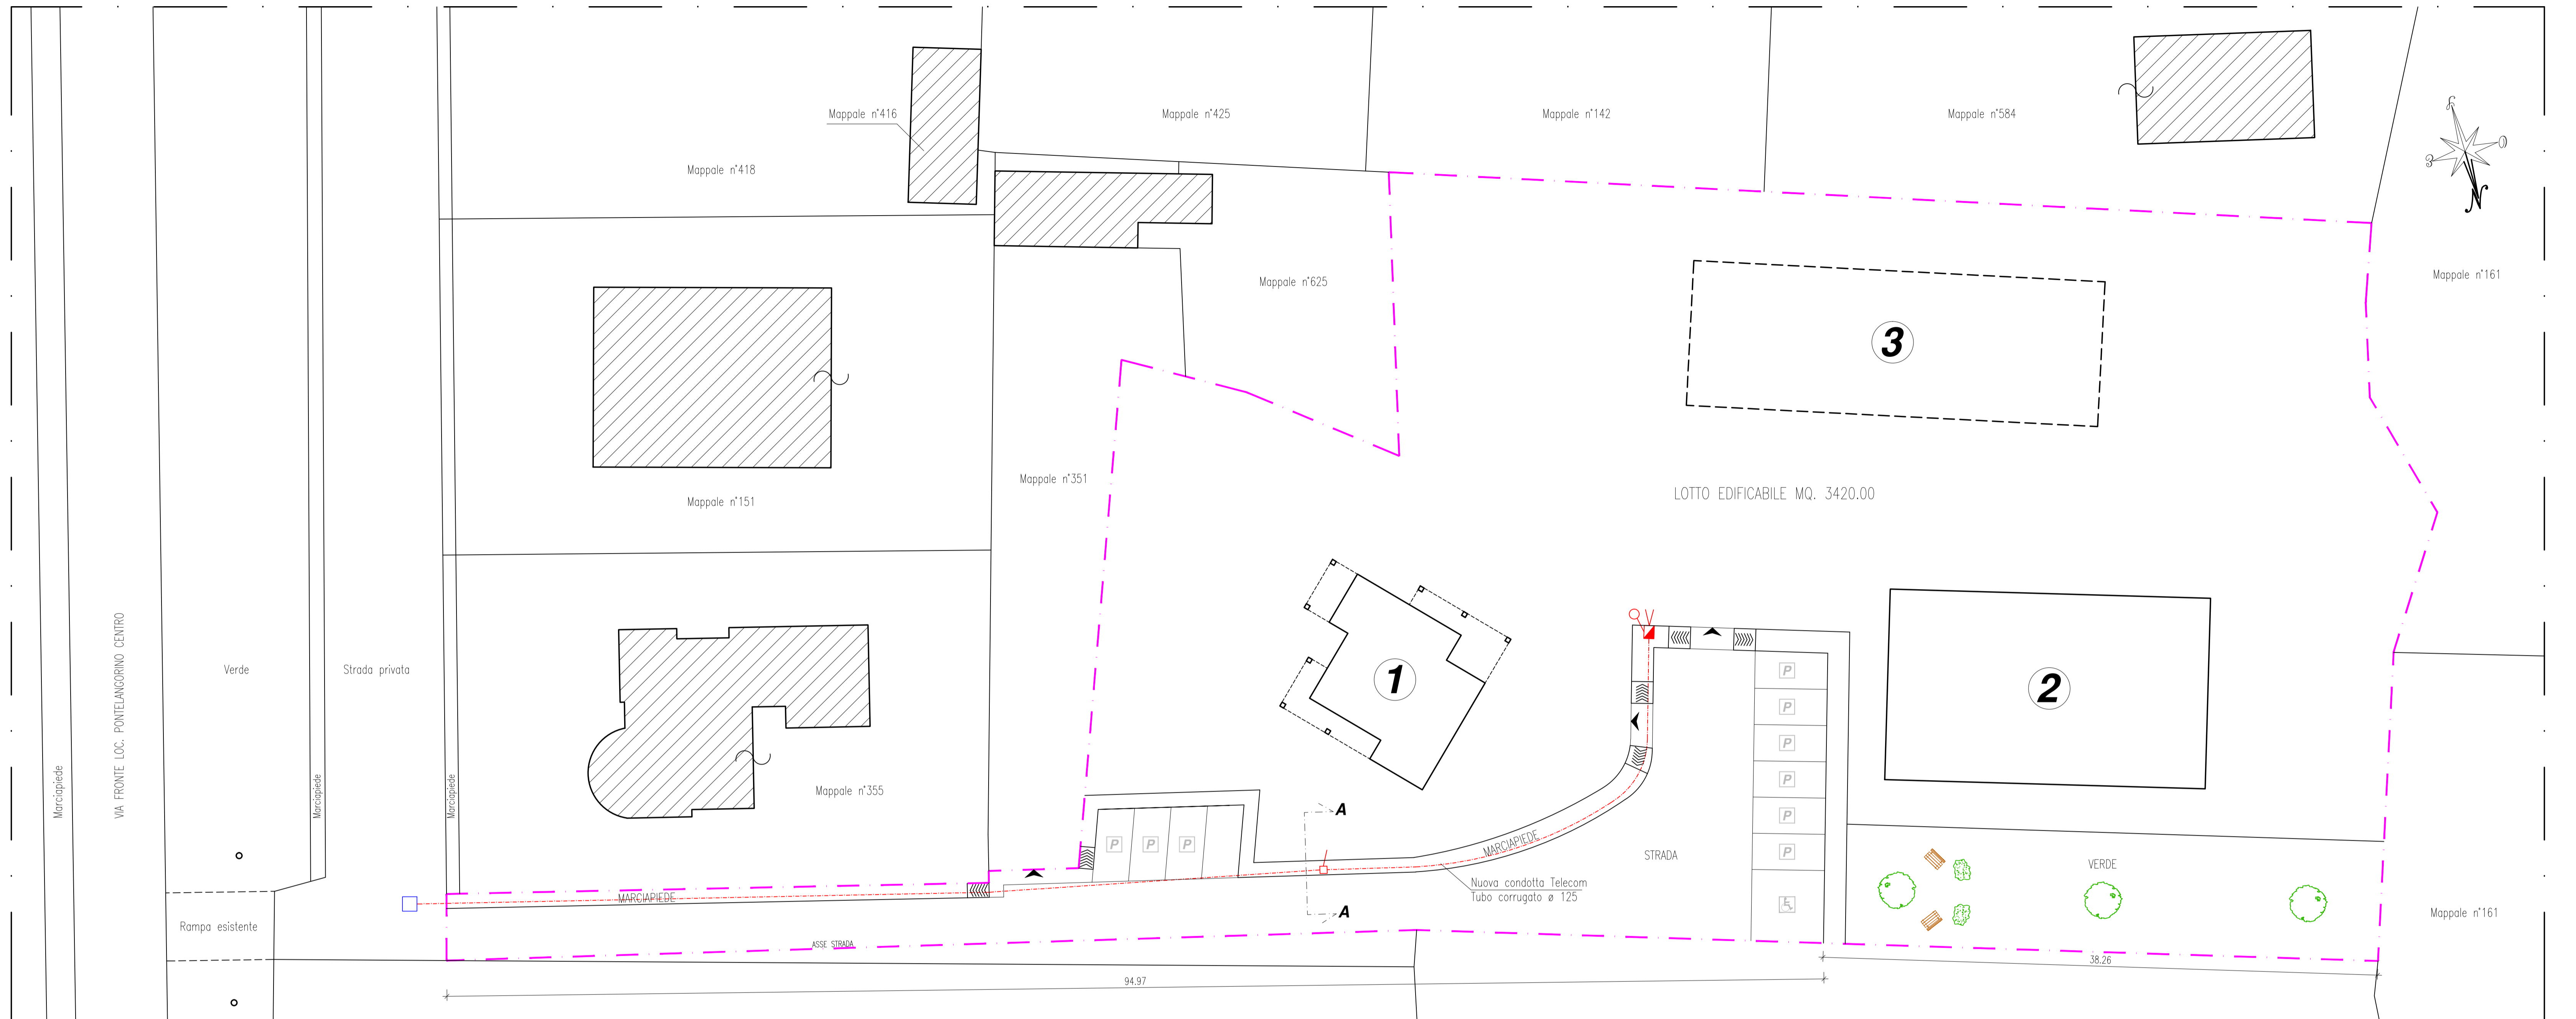 Mappale n°416
Mappale n°425
Mappale n°142
Mappale n°584
Mappale n°418
E
O
S
N
Mappale n°625
Mappale n°161
3
Mappale n°351
LOTTO EDIFICABILE MQ. 3420.00
Mappale n°151
VIA FRONTE LOC. PONTELANGORINO CENTRO
Verde
Strada privata
1
2
P
P
P
P
P
P
Marciapiede
Marciapiede
Marciapiede
Mappale n°355
A
P
P
P
MARCIAPIEDE
STRADA
VERDE
Nuova condotta Telecom
Tubo corrugato ø 125
MARCIAPIEDE
A
Mappale n°161
Rampa esistente
ASSE STRADA
38.26
94.97